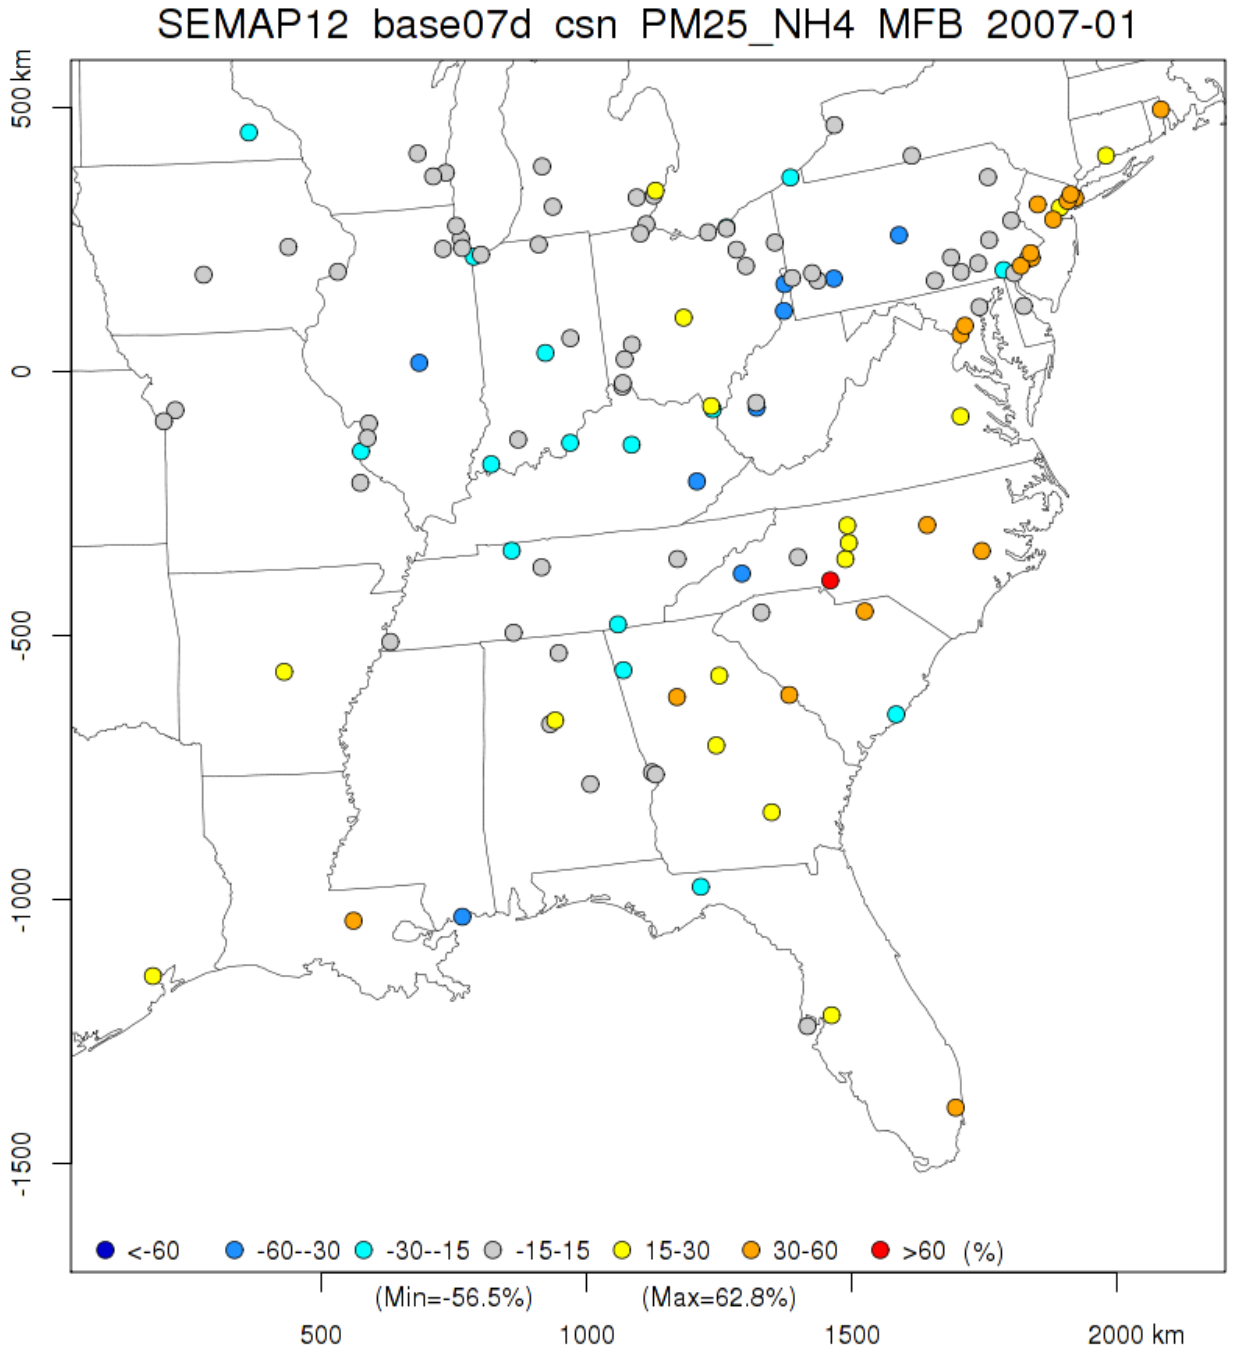 SEMAP12 base07d csn PM25_NH4 MFB 2007-01
500 km
0
-500
-1000
-1500
<-60 -60--30 -30--15 -15-15 15-30 30-60 >60 (%)
(Min=-56.5%) (Max=62.8%)
500 1000 1500 2000 km